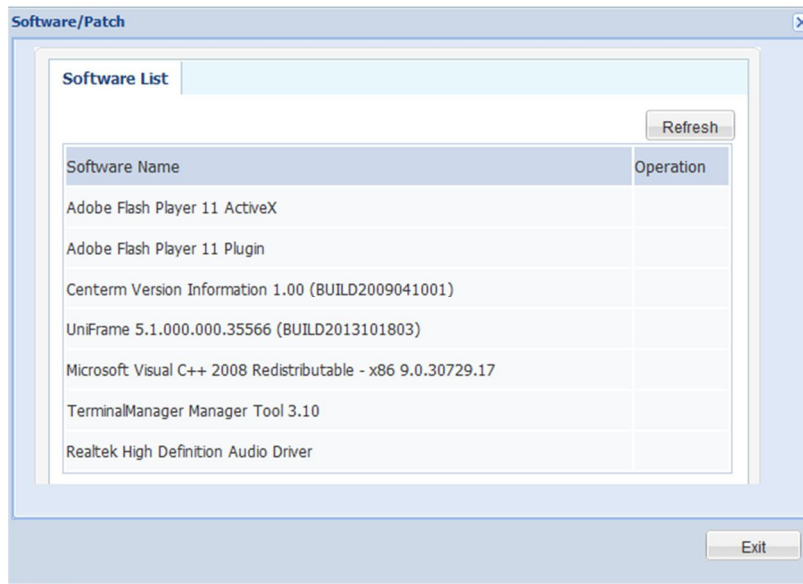 Software/Patch
Software List
Refresh
Software Name Operation
Adobe Flash Player 11 ActiveX
Adobe Flash Player 11 Plugin
Centerm Version Information 1.00 (BUILD2009041001)
UniFrame 5.1.000.000.35566 (BUILD2013101803)
Microsoft Visual C++ 2008 Redistributable - x86 9.0.30729.17
TerminalManager Manager Tool 3.10
Realtek High Definition Audio Driver
Exit